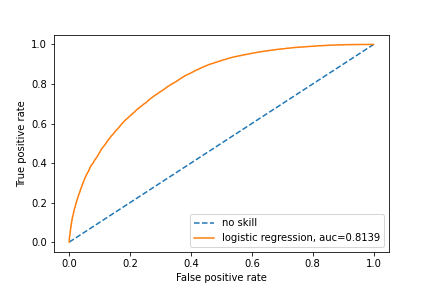 1.0
0.8
0.6
0.4
0.2
0.0
True positive rate
no skill
logistic regression, auc=0.8139
0.0 0.2 0.4 0.6 0.8 1.0
False positive rate